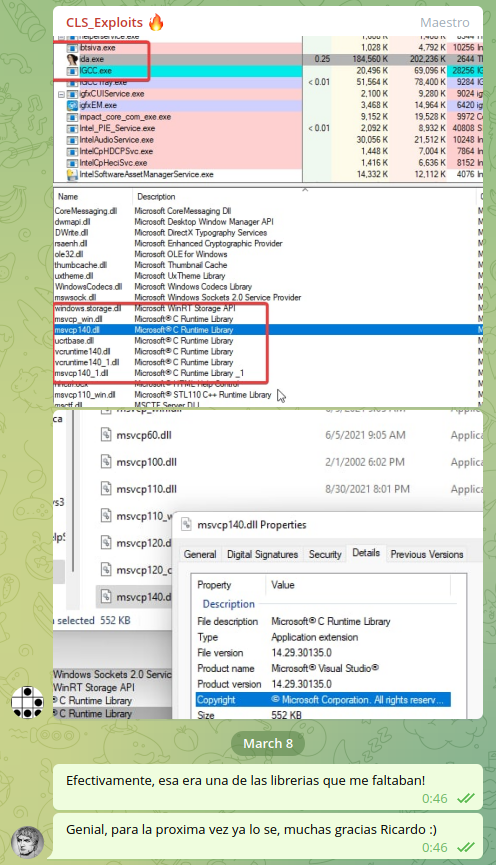 CLS_Exploits 🔥 Maestro
ibtsiva.exe 1,028 K 4,792 K 10256
ida.exe 0.25 184,560 K 202,236 K 2644
IGCC.exe 20,496 K 69,096 K 28256
IGCCTray.exe < 0.01 51,564 K 78,400 K 9284
igfxCUIService.exe 2,100 K 9,280 K 9024
igfxEM.exe 3,468 K 14,964 K 6420
impact_core_com_exe.exe 9,152 K 19,528 K 9972
Intel_PIE_Service.exe < 0.01 2,092 K 8,932 K 40808
IntelAudioService.exe 30,056 K 21,512 K 10248
IntelCpHDCPSvc.exe 1,448 K 7,004 K 7864
IntelCpHeciSvc.exe 1,416 K 6,636 K 8152
IntelSoftwareAssetManagerService.exe 14,332 K 12,112 K 4076
Name Description
CoreMessaging.dll Microsoft CoreMessaging Dll
dwmapi.dll Microsoft Desktop Window Manager API
DWrite.dll Microsoft DirectX Typography Services
rsaenh.dll Microsoft Enhanced Cryptographic Provider
ole32.dll Microsoft OLE for Windows
thumbcache.dll Microsoft Thumbnail Cache
uxtheme.dll Microsoft UxTheme Library
WindowsCodecs.dll Microsoft Windows Codecs Library
mswsock.dll Microsoft Windows Sockets 2.0 Service Provider
windows.storage.dll Microsoft WinRT Storage API
msvcp_win.dll Microsoft® C Runtime Library
msvcp140.dll Microsoft® C Runtime Library
ucrtbase.dll Microsoft® C Runtime Library
vcruntime140.dll Microsoft® C Runtime Library
vcruntime140_1.dll Microsoft® C Runtime Library
msvcp140_1.dll Microsoft® C Runtime Library _1
hhctrl.ocx Microsoft® HTML Help Control
msvcp110_win.dll Microsoft® STL110 C++ Runtime Library
msctf.dll MSCTF Server DLL
msvcp60.dll 6/5/2021 9:05 AM
msvcp100.dll 2/1/2002 6:02 PM
msvcp110.dll 8/30/2021 8:01 PM
msvcp110_w
msvcp120.d
msvcp120_c
msvcp140.d
selected 552 KB
msvcp140.dll Properties
General Digital Signatures Security Details Previous Versions
Property Value
Description
File description Microsoft® C Runtime Library
Type Application extension
File version 14.29.30135.0
Product name Microsoft® Visual Studio®
Product version 14.29.30135.0
Copyright © Microsoft Corporation. All rights reserv...
Size 552 KB
Windows Sockets 2.0 Servic
WinRT Storage API
® C Runtime Library
® C Runtime Library
March 8
Efectivamente, esa era una de las librerias que me faltaban!
0:46
Genial, para la proxima vez ya lo se, muchas gracias Ricardo :)
0:46